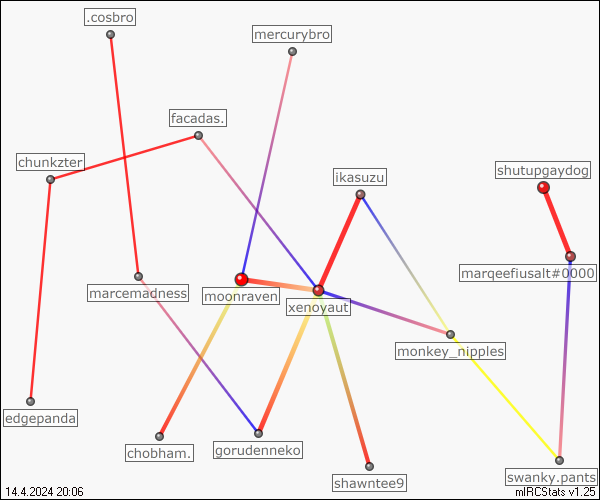 .cosbro
mercurybro
facadas.
chunkzter
ikasuzu
shutupgaydog
marqeefiusalt#0000
marcemadness
moonraven
xenoyaut
monkey_nipples
edgepanda
chobham.
gorudenneko
shawntee9
swanky.pants
14.4.2024 20:06
mIRCStats v1.25